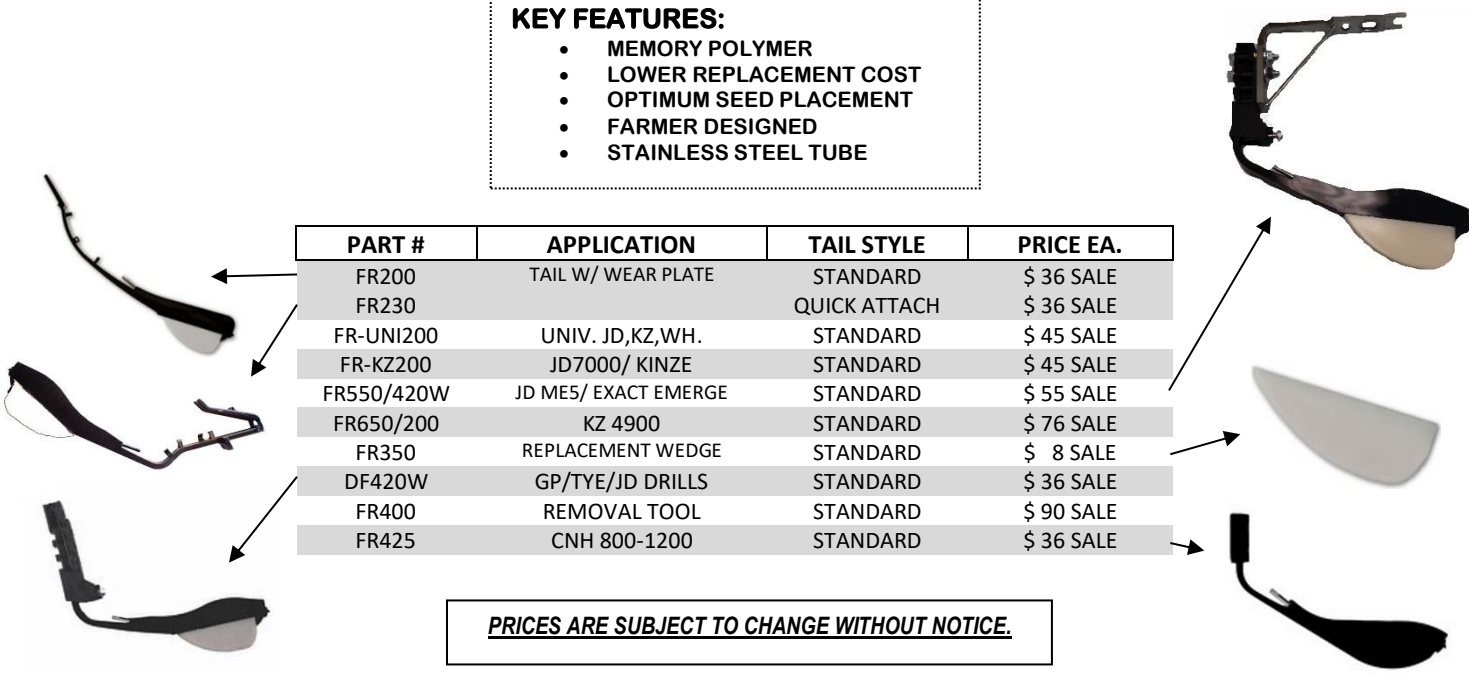 KEY FEATURES:
• MEMORY POLYMER
• LOWER REPLACEMENT COST
• OPTIMUM SEED PLACEMENT
• FARMER DESIGNED
• STAINLESS STEEL TUBE
PART # APPLICATION TAIL STYLE PRICE EA.
FR200 TAIL W/ WEAR PLATE STANDARD $ 36 SALE
FR230 QUICK ATTACH $ 36 SALE
FR-UNI200 UNIV. JD,KZ,WH. STANDARD $ 45 SALE
FR-KZ200 JD7000/ KINZE STANDARD $ 45 SALE
FR550/420W JD ME5/ EXACT EMERGE STANDARD $ 55 SALE
FR650/200 KZ 4900 STANDARD $ 76 SALE
FR350 REPLACEMENT WEDGE STANDARD $ 8 SALE
DF420W GP/TYE/JD DRILLS STANDARD $ 36 SALE
FR400 REMOVAL TOOL STANDARD $ 90 SALE
FR425 CNH 800-1200 STANDARD $ 36 SALE
PRICES ARE SUBJECT TO CHANGE WITHOUT NOTICE.